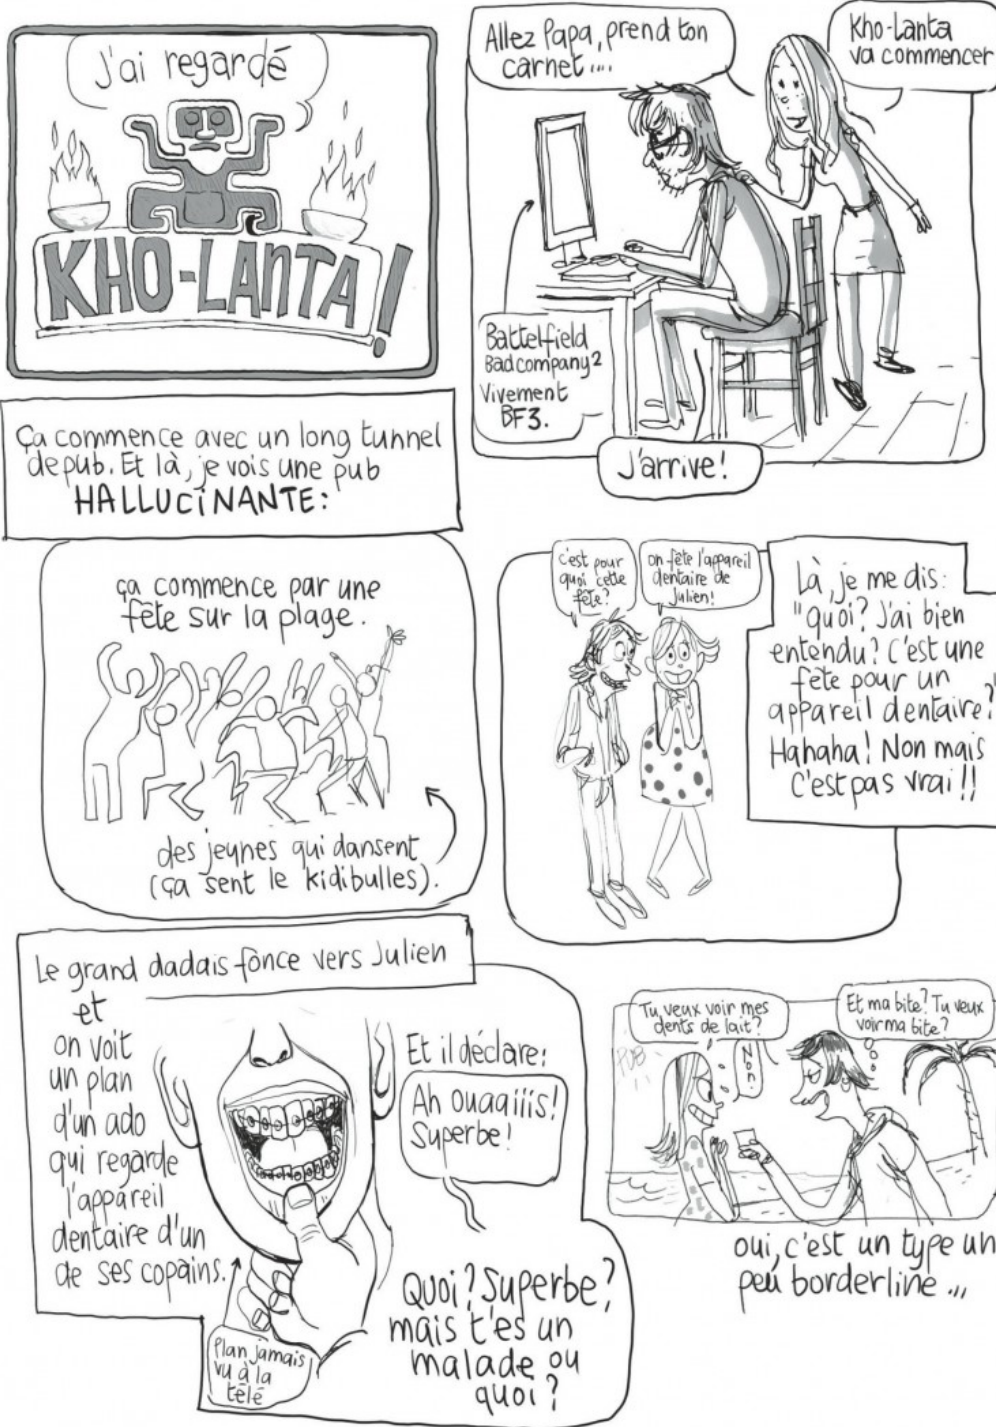 J'ai regardé
KHO-LANTA!
Allez Papa, prend ton
carnet...
Kho-Lanta
va commencer
Battelfield
Bad company 2
Vivement
BF3.
J'arrive!
Ça commence avec un long tunnel
de pub. Et là, je vois une pub
HALLUCINANTE:
ça commence par une
fête sur la plage.
des jeunes qui dansent
(ça sent le kidibulles).
c'est pour
quoi cette
fête?
on fête l'appareil
dentaire de
Julien!
Là, je me dis:
"quoi? J'ai bien
entendu? C'est une
fête pour un
appareil dentaire?"
Hahaha! Non mais
C'est pas vrai!!
Le grand dadais fonce vers Julien
et
on voit
un plan
d'un ado
qui regarde
l'appareil
dentaire d'un
de ses copains.
Plan jamais
vu à la
télé
Et il déclare:
Ah Ouaaiiis!
Superbe!
Quoi? Superbe?
mais t'es un
malade ou
quoi?
Tu veux voir mes
dents de lait?
Non.
Et ma bite? Tu veux
voir ma bite?
PUB
oui, c'est un type un
peu borderline...